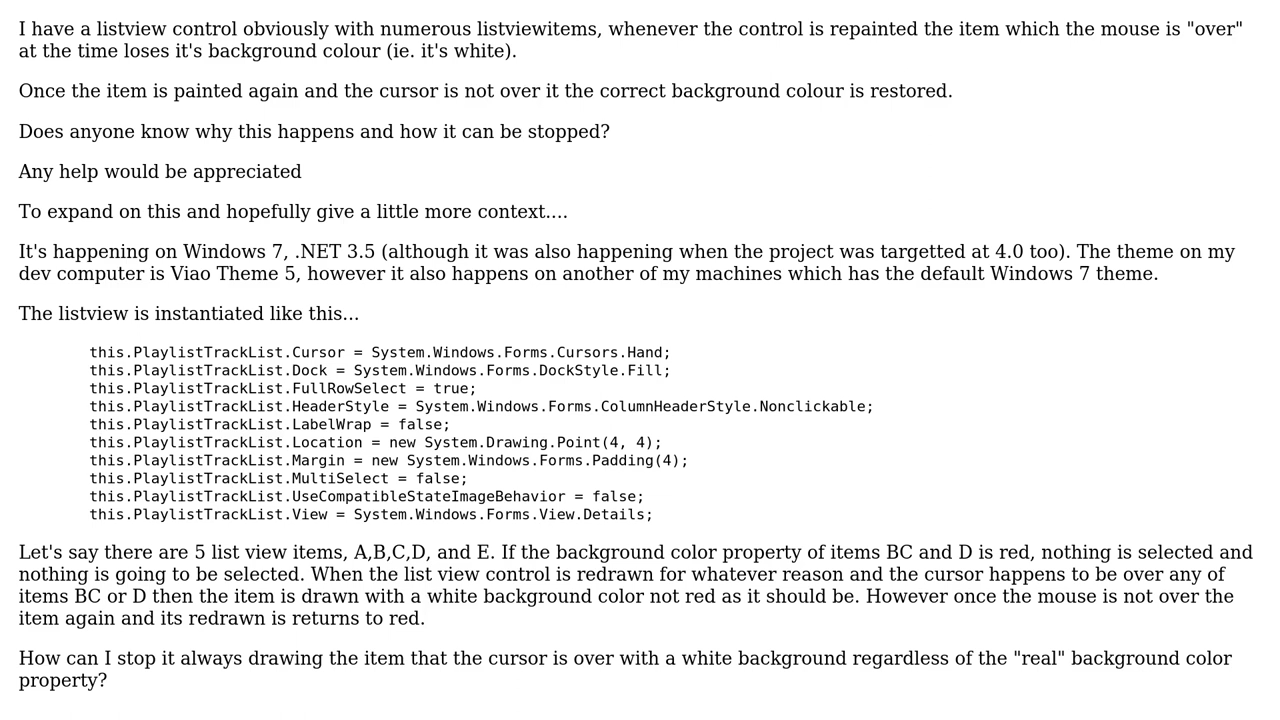 I have a listview control obviously with numerous listviewitems, whenever the control is repainted the item which the mouse is "over"
at the time loses it's background colour (ie. it's white).
Once the item is painted again and the cursor is not over it the correct background colour is restored.
Does anyone know why this happens and how it can be stopped?
Any help would be appreciated
To expand on this and hopefully give a little more context....
It's happening on Windows 7, .NET 3.5 (although it was also happening when the project was targetted at 4.0 too). The theme on my
dev computer is Viao Theme 5, however it also happens on another of my machines which has the default Windows 7 theme.
The listview is instantiated like this...
this.PlaylistTrackList.Cursor = System.Windows.Forms.Cursors.Hand;
this.PlaylistTrackList.Dock = System.Windows.Forms.DockStyle.Fill;
this.PlaylistTrackList.FullRowSelect = true;
this.PlaylistTrackList.HeaderStyle = System.Windows.Forms.ColumnHeaderStyle.Nonclickable;
this.PlaylistTrackList.LabelWrap = false;
this.PlaylistTrackList.Location = new System.Drawing.Point(4, 4);
this.PlaylistTrackList.Margin = new System.Windows.Forms.Padding(4);
this.PlaylistTrackList.MultiSelect = false;
this.PlaylistTrackList.UseCompatibleStateImageBehavior = false;
this.PlaylistTrackList.View = System.Windows.Forms.View.Details;
Let's say there are 5 list view items, A,B,C,D, and E. If the background color property of items BC and D is red, nothing is selected and
nothing is going to be selected. When the list view control is redrawn for whatever reason and the cursor happens to be over any of
items BC or D then the item is drawn with a white background color not red as it should be. However once the mouse is not over the
item again and its redrawn is returns to red.
How can I stop it always drawing the item that the cursor is over with a white background regardless of the "real" background color
property?